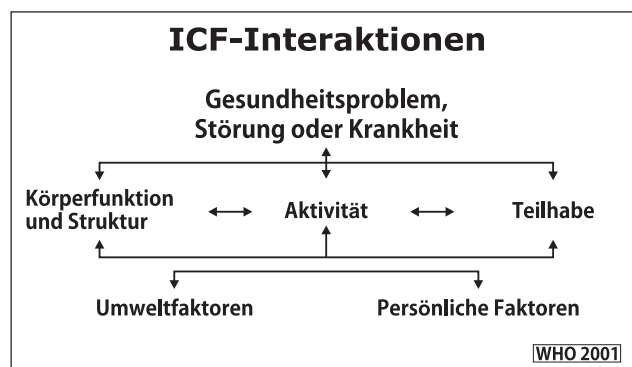 ICF-Interaktionen
Gesundheitsproblem,
Störung oder Krankheit
Körperfunktion
und Struktur
Aktivität
Teilhabe
Umweltfaktoren
Persönliche Faktoren
WHO 2001